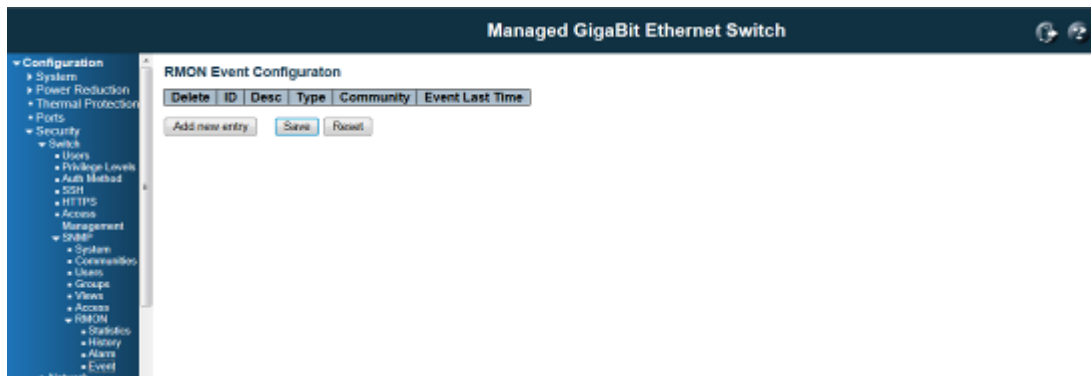 Managed GigaBit Ethernet Switch
Configuration
System
Power Reduction
Thermal Protection
Ports
Security
Switch
Users
Privilege Levels
Auth Method
SSH
HTTPS
Access
Management
SNMP
System
Communities
Users
Groups
Views
Access
RMON
Statistics
History
Alarm
Event
RMON Event Configuraton
Delete ID Desc Type Community Event Last Time
Add new entry Save Reset